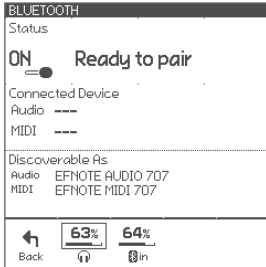 BLUETOOTH
Status
ON Ready to pair
Connected Device
Audio ---
MIDI ---
Discoverable As
Audio EFNOTE AUDIO 707
MIDI EFNOTE MIDI 707
63% 64%
Back in